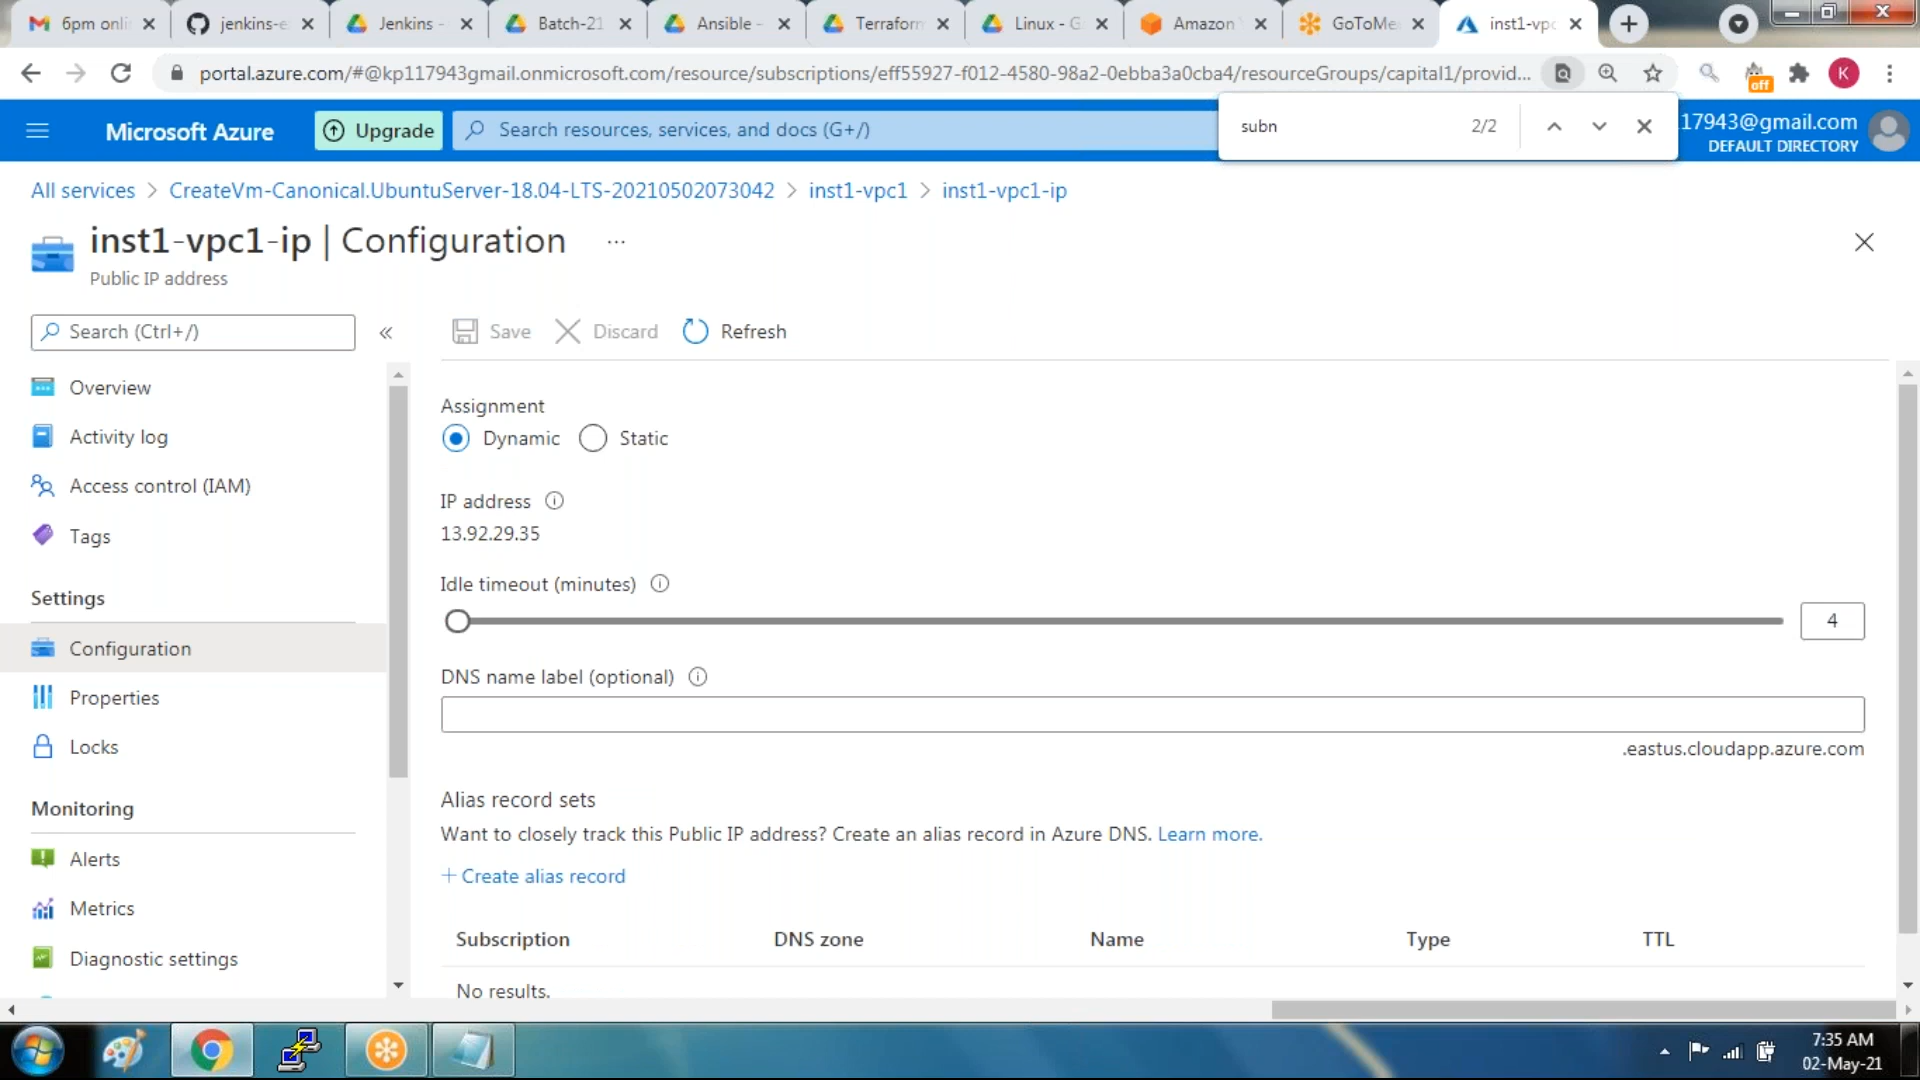 6pm onli
jenkins-e
Jenkins -
Batch-21
Ansible -
Terraform
Linux - G
Amazon
GoToMe
inst1-vpc
portal.azure.com/#@kp117943gmail.onmicrosoft.com/resource/subscriptions/eff55927-f012-4580-98a2-0ebba3a0cba4/resourceGroups/capital1/provid...
off
K
Microsoft Azure
Upgrade
Search resources, services, and docs (G+/)
subn
2/2
17943@gmail.com
DEFAULT DIRECTORY
All services > CreateVm-Canonical.UbuntuServer-18.04-LTS-20210502073042 > inst1-vpc1 > inst1-vpc1-ip
inst1-vpc1-ip | Configuration ...
Public IP address
Search (Ctrl+/)
«
Save
Discard
Refresh
Overview
Activity log
Access control (IAM)
Tags
Settings
Configuration
Properties
Locks
Monitoring
Alerts
Metrics
Diagnostic settings
Assignment
Dynamic
Static
IP address
13.92.29.35
Idle timeout (minutes)
4
DNS name label (optional)
.eastus.cloudapp.azure.com
Alias record sets
Want to closely track this Public IP address? Create an alias record in Azure DNS. Learn more.
+ Create alias record
Subscription DNS zone Name Type TTL
No results.
7:35 AM
02-May-21